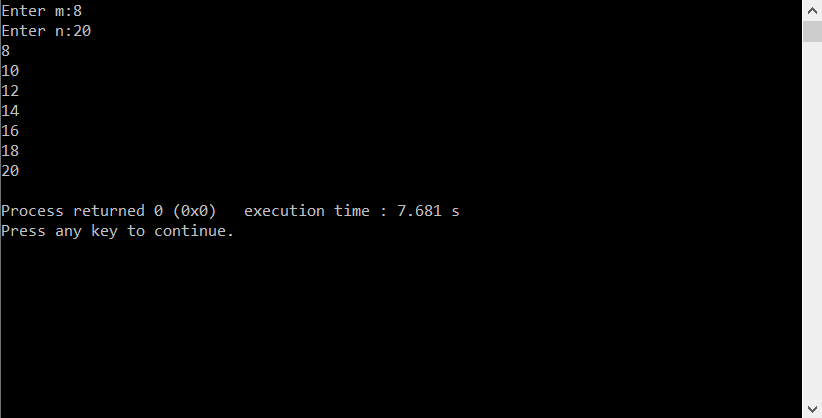 Enter m:8
Enter n:20
8
10
12
14
16
18
20
Process returned 0 (0x0)   execution time : 7.681 s
Press any key to continue.